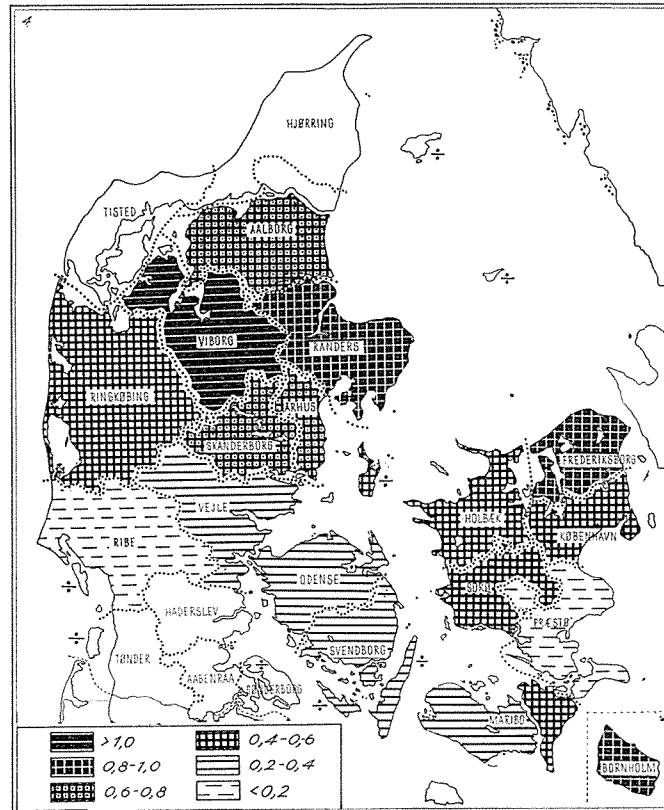 4
HJØRRING
TISTED
AALBORG
VIBORG
RANDERS
RINGKØBING
ÅRHUS
SKANDERBORG
FREDERIKSBORG
HOLBÆK
KØBENHAVN
VEJLE
RIBE
ODENSE
SORØ
PRÆSTØ
HADERSLEV
TØNDER
SVENDBORG
AABENRAA
SØNDERBORG
MARIBO
BORNHOLM
>1,0
0,8-1,0
0,6-0,8
0,4-0,6
0,2-0,4
<0,2